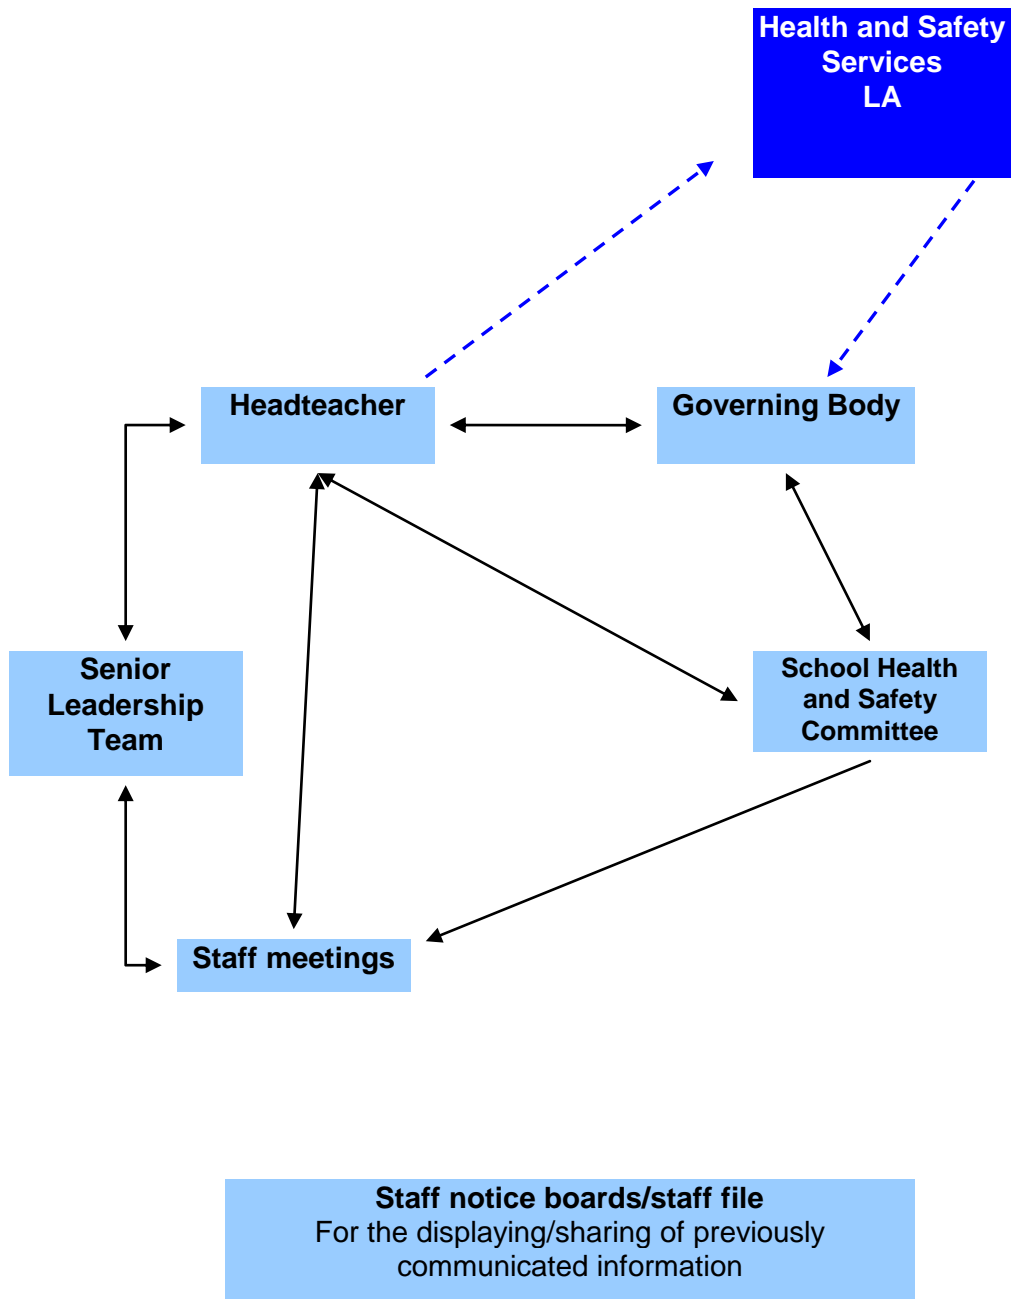 Health and Safety
Services
LA
Headteacher
Governing Body
Senior
Leadership
Team
School Health
and Safety
Committee
Staff meetings
Staff notice boards/staff file
For the displaying/sharing of previously
communicated information